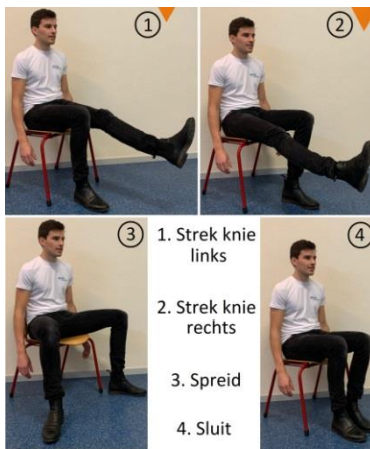 1
2
3
4
1. Strek knie
links
2. Strek knie
rechts
3. Spreid
4. Sluit